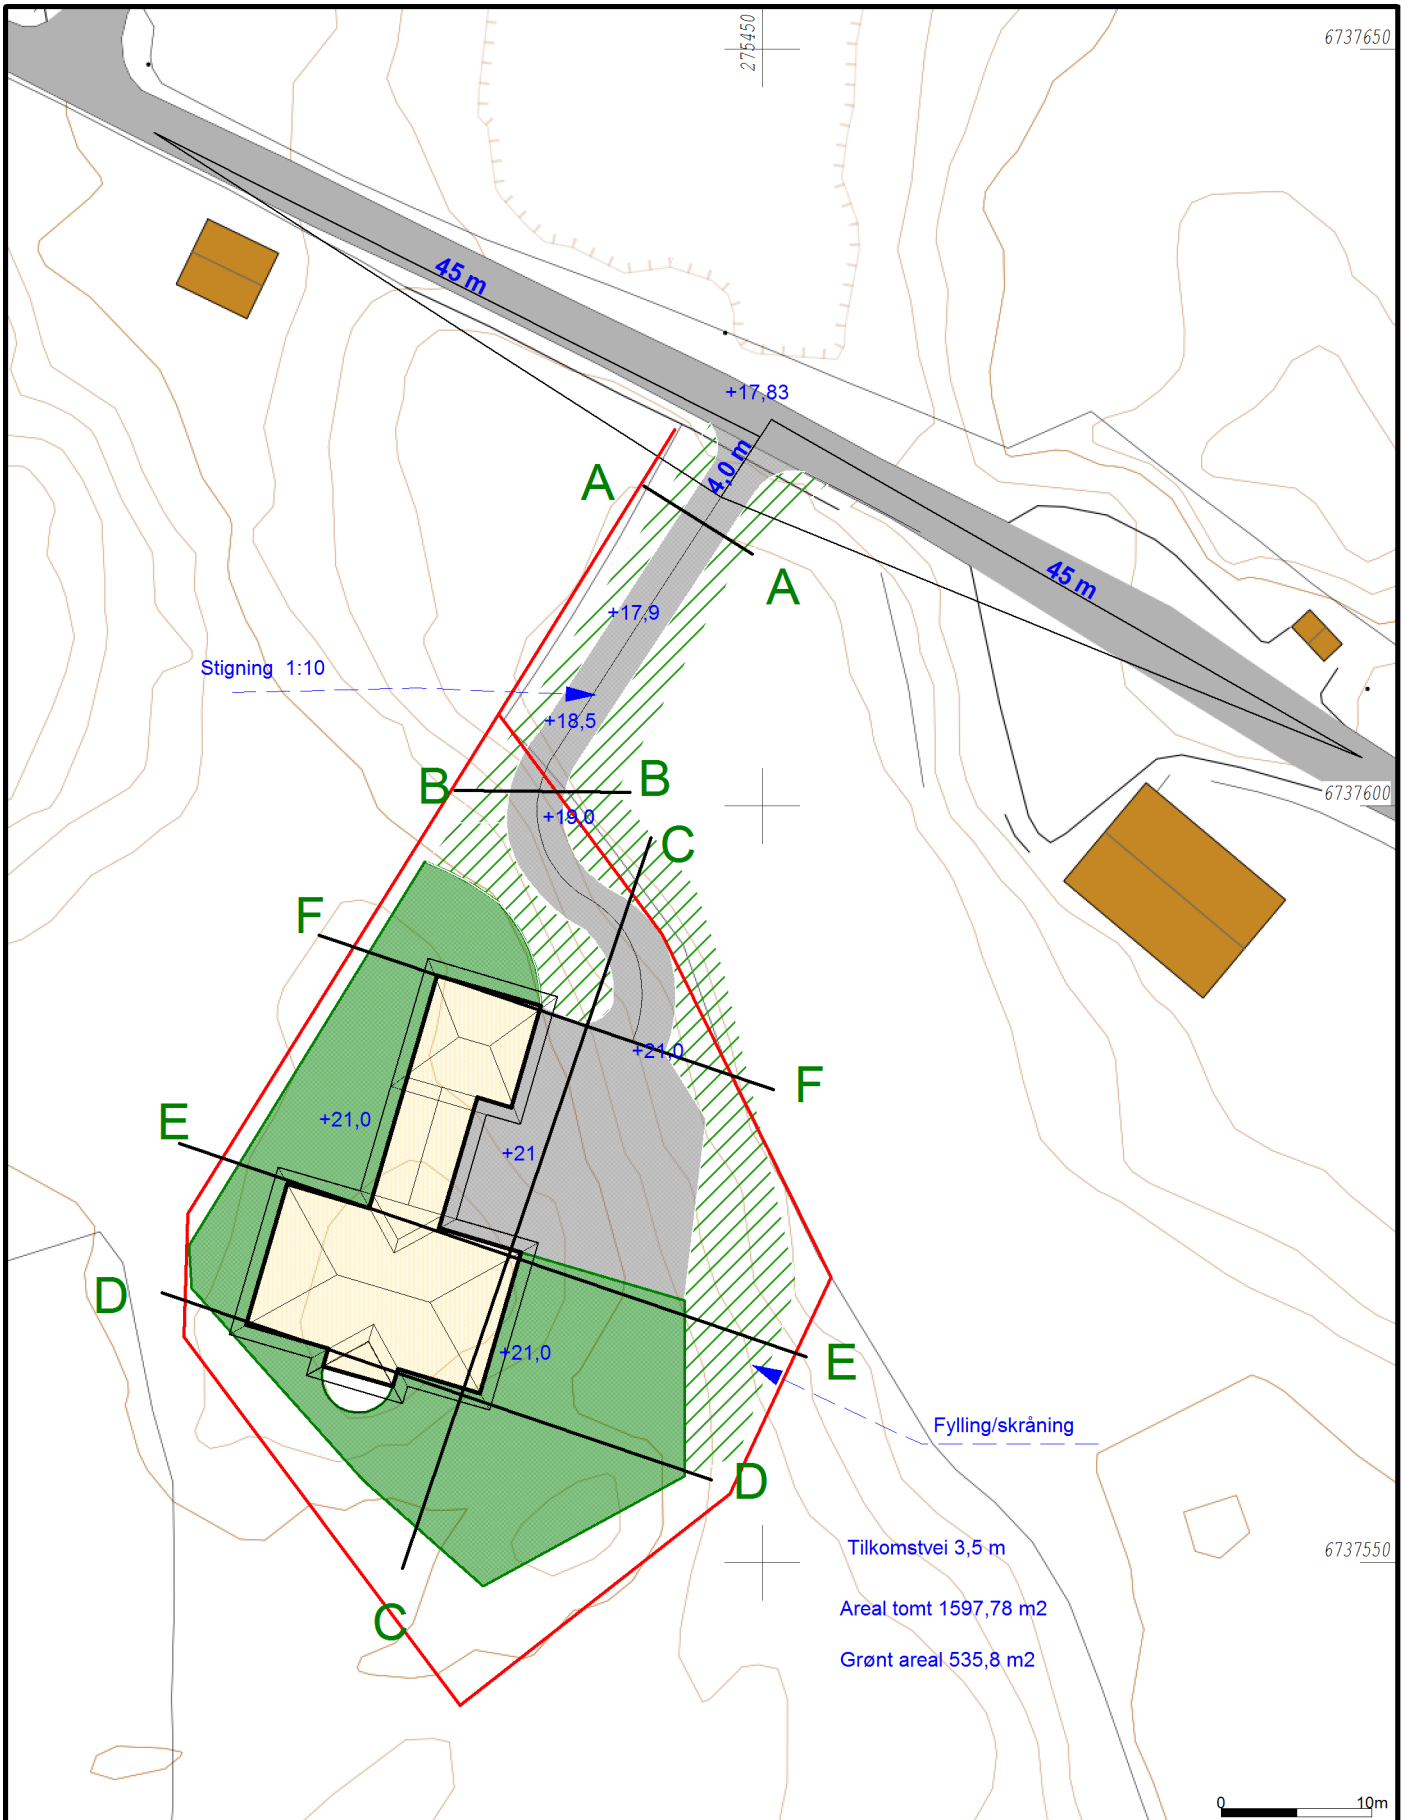 275450
6737650
45 m
+17,83
4,0 m
A
A
45 m
+17,9
Stigning 1:10
+18,5
B
B
6737600
+19,0
C
F
+21,0
F
+21,0
E
+21
D
+21,0
E
Fylling/skråning
D
Tilkomstvei 3,5 m
6737550
Areal tomt 1597,78 m2
C
Grønt areal 535,8 m2
0
10m